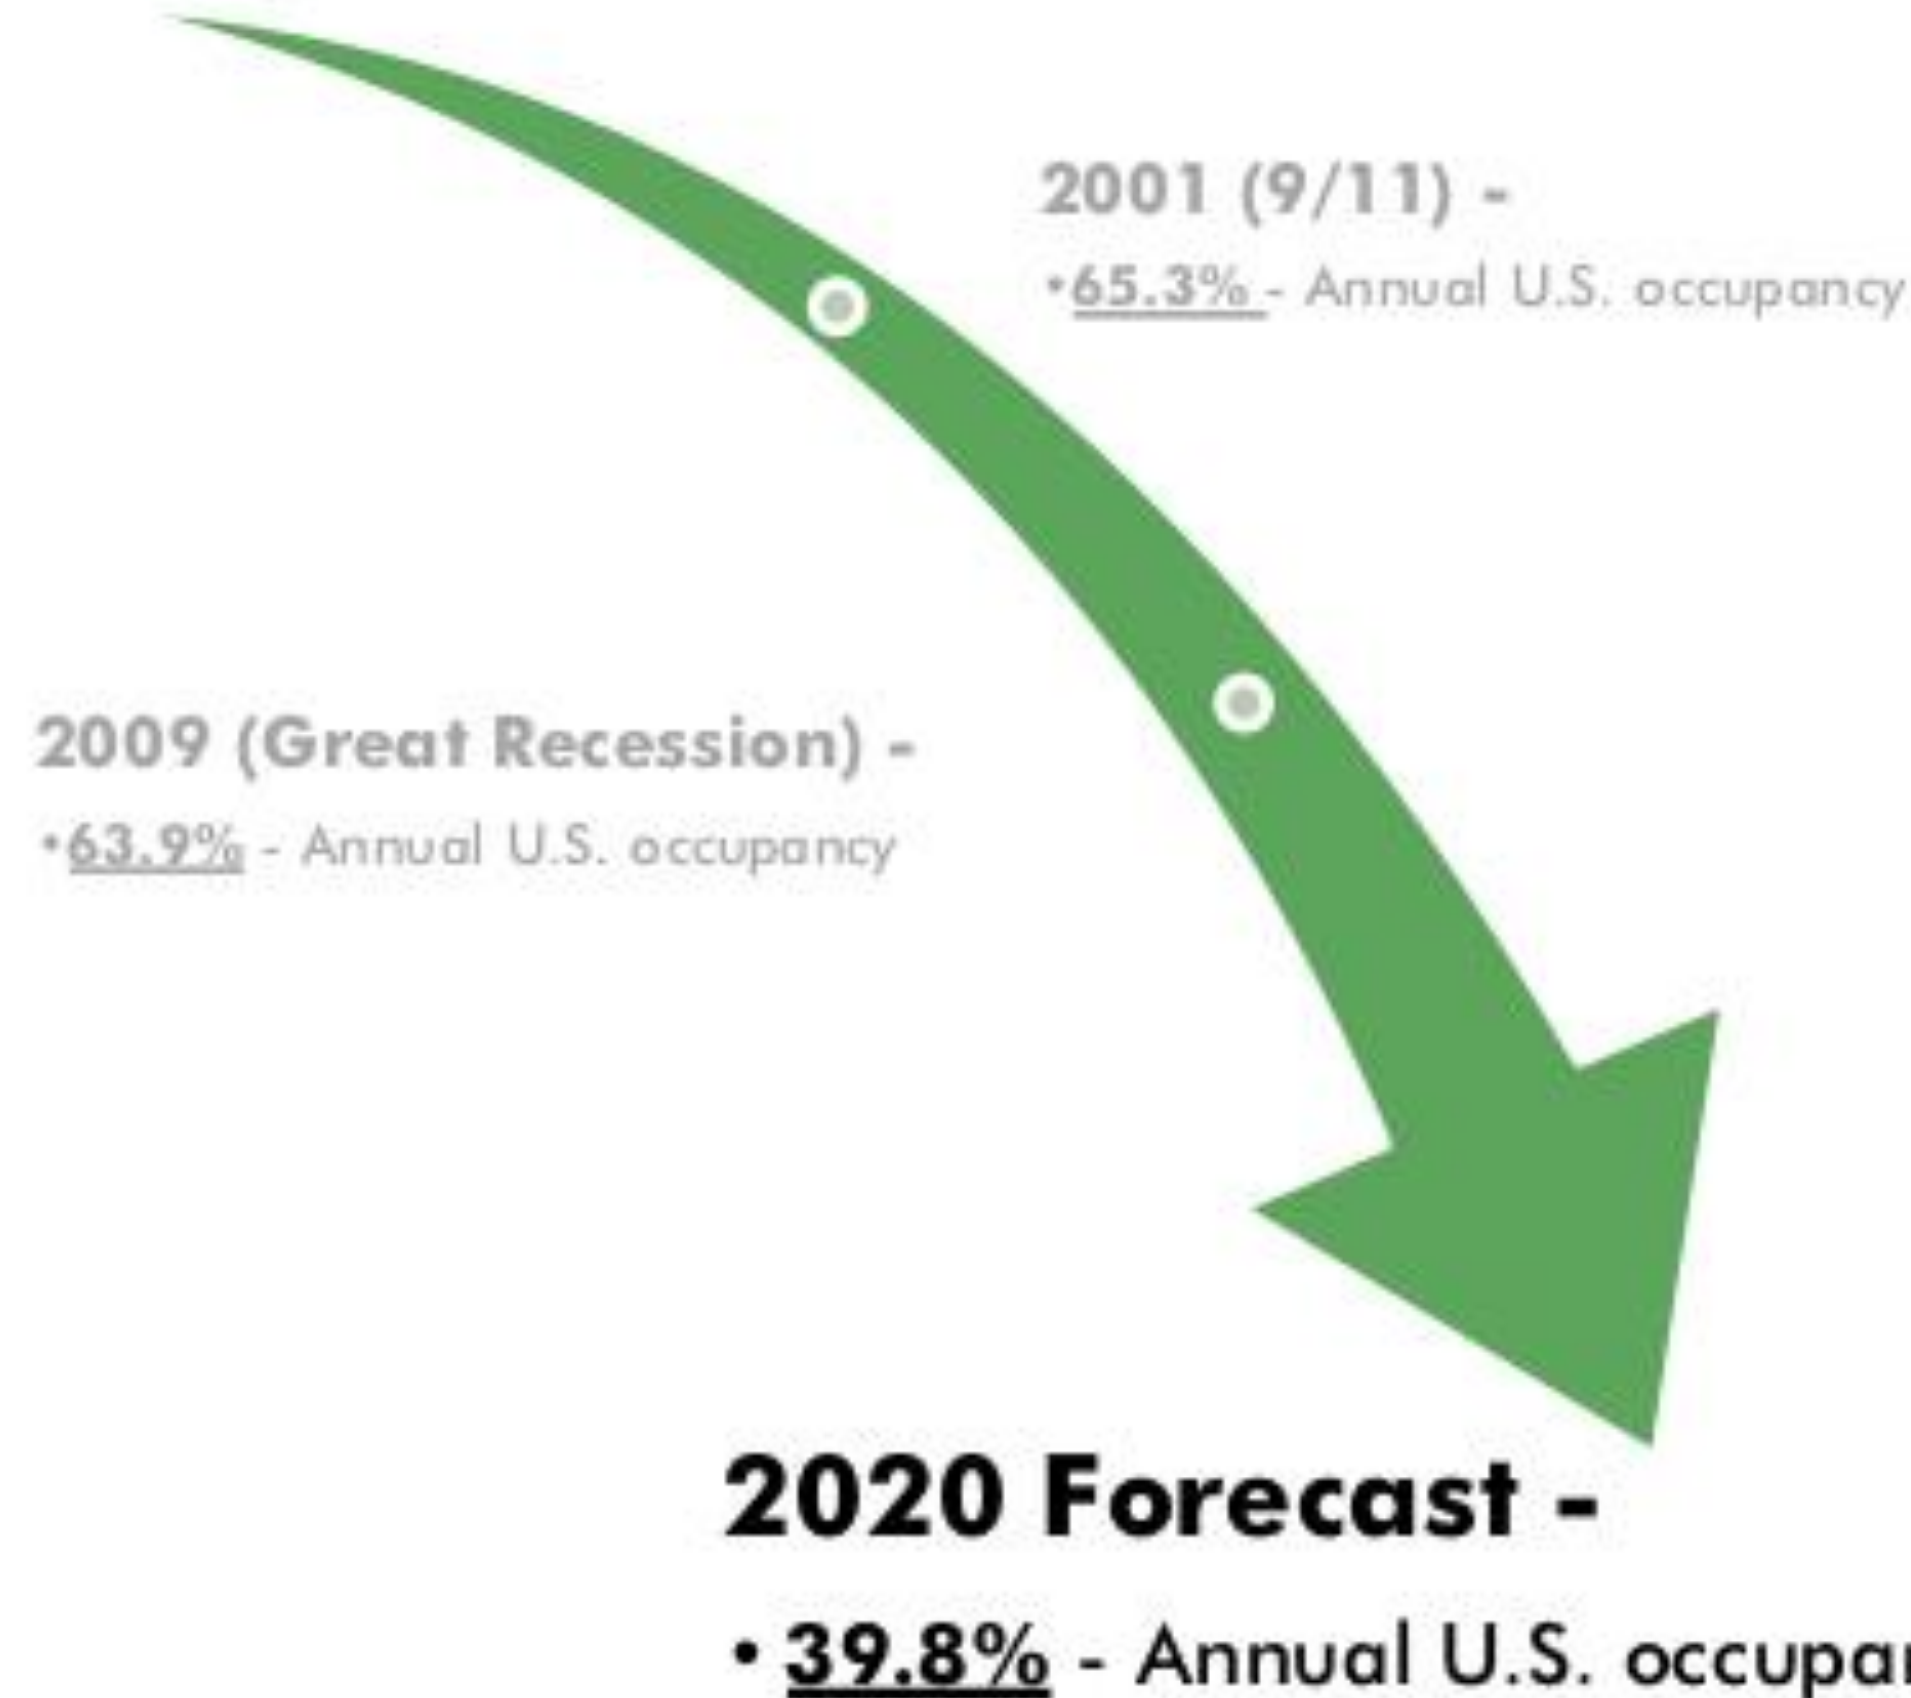 2001 (9/11) -
•65.3% - Annual U.S. occupancy
2009 (Great Recession) -
•63.9% - Annual U.S. occupancy
2020 Forecast -
• 39.8% - Annual U.S.